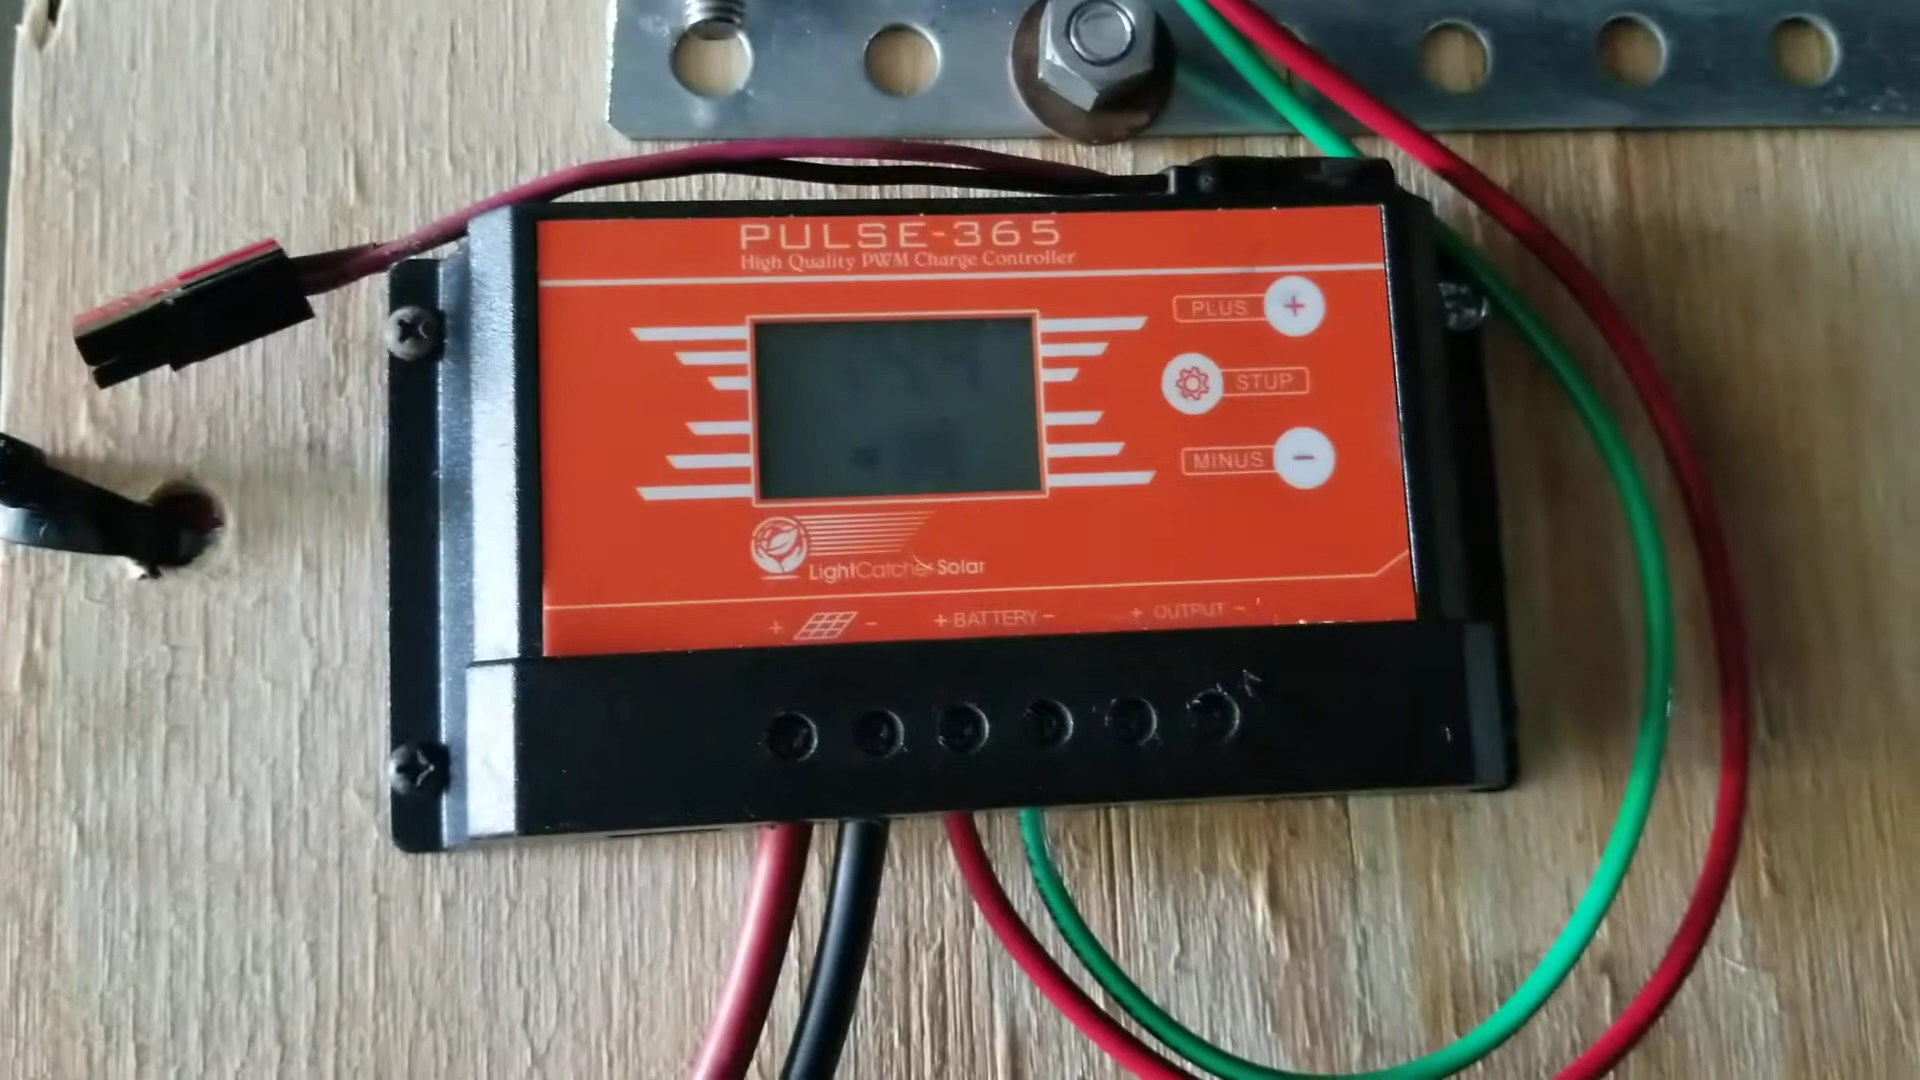 PULSE-365
High Quality PWM Charge Controller
PLUS +
STUP
MINUS -
LightCatcher Solar
+ - + BATTERY - + OUTPUT -